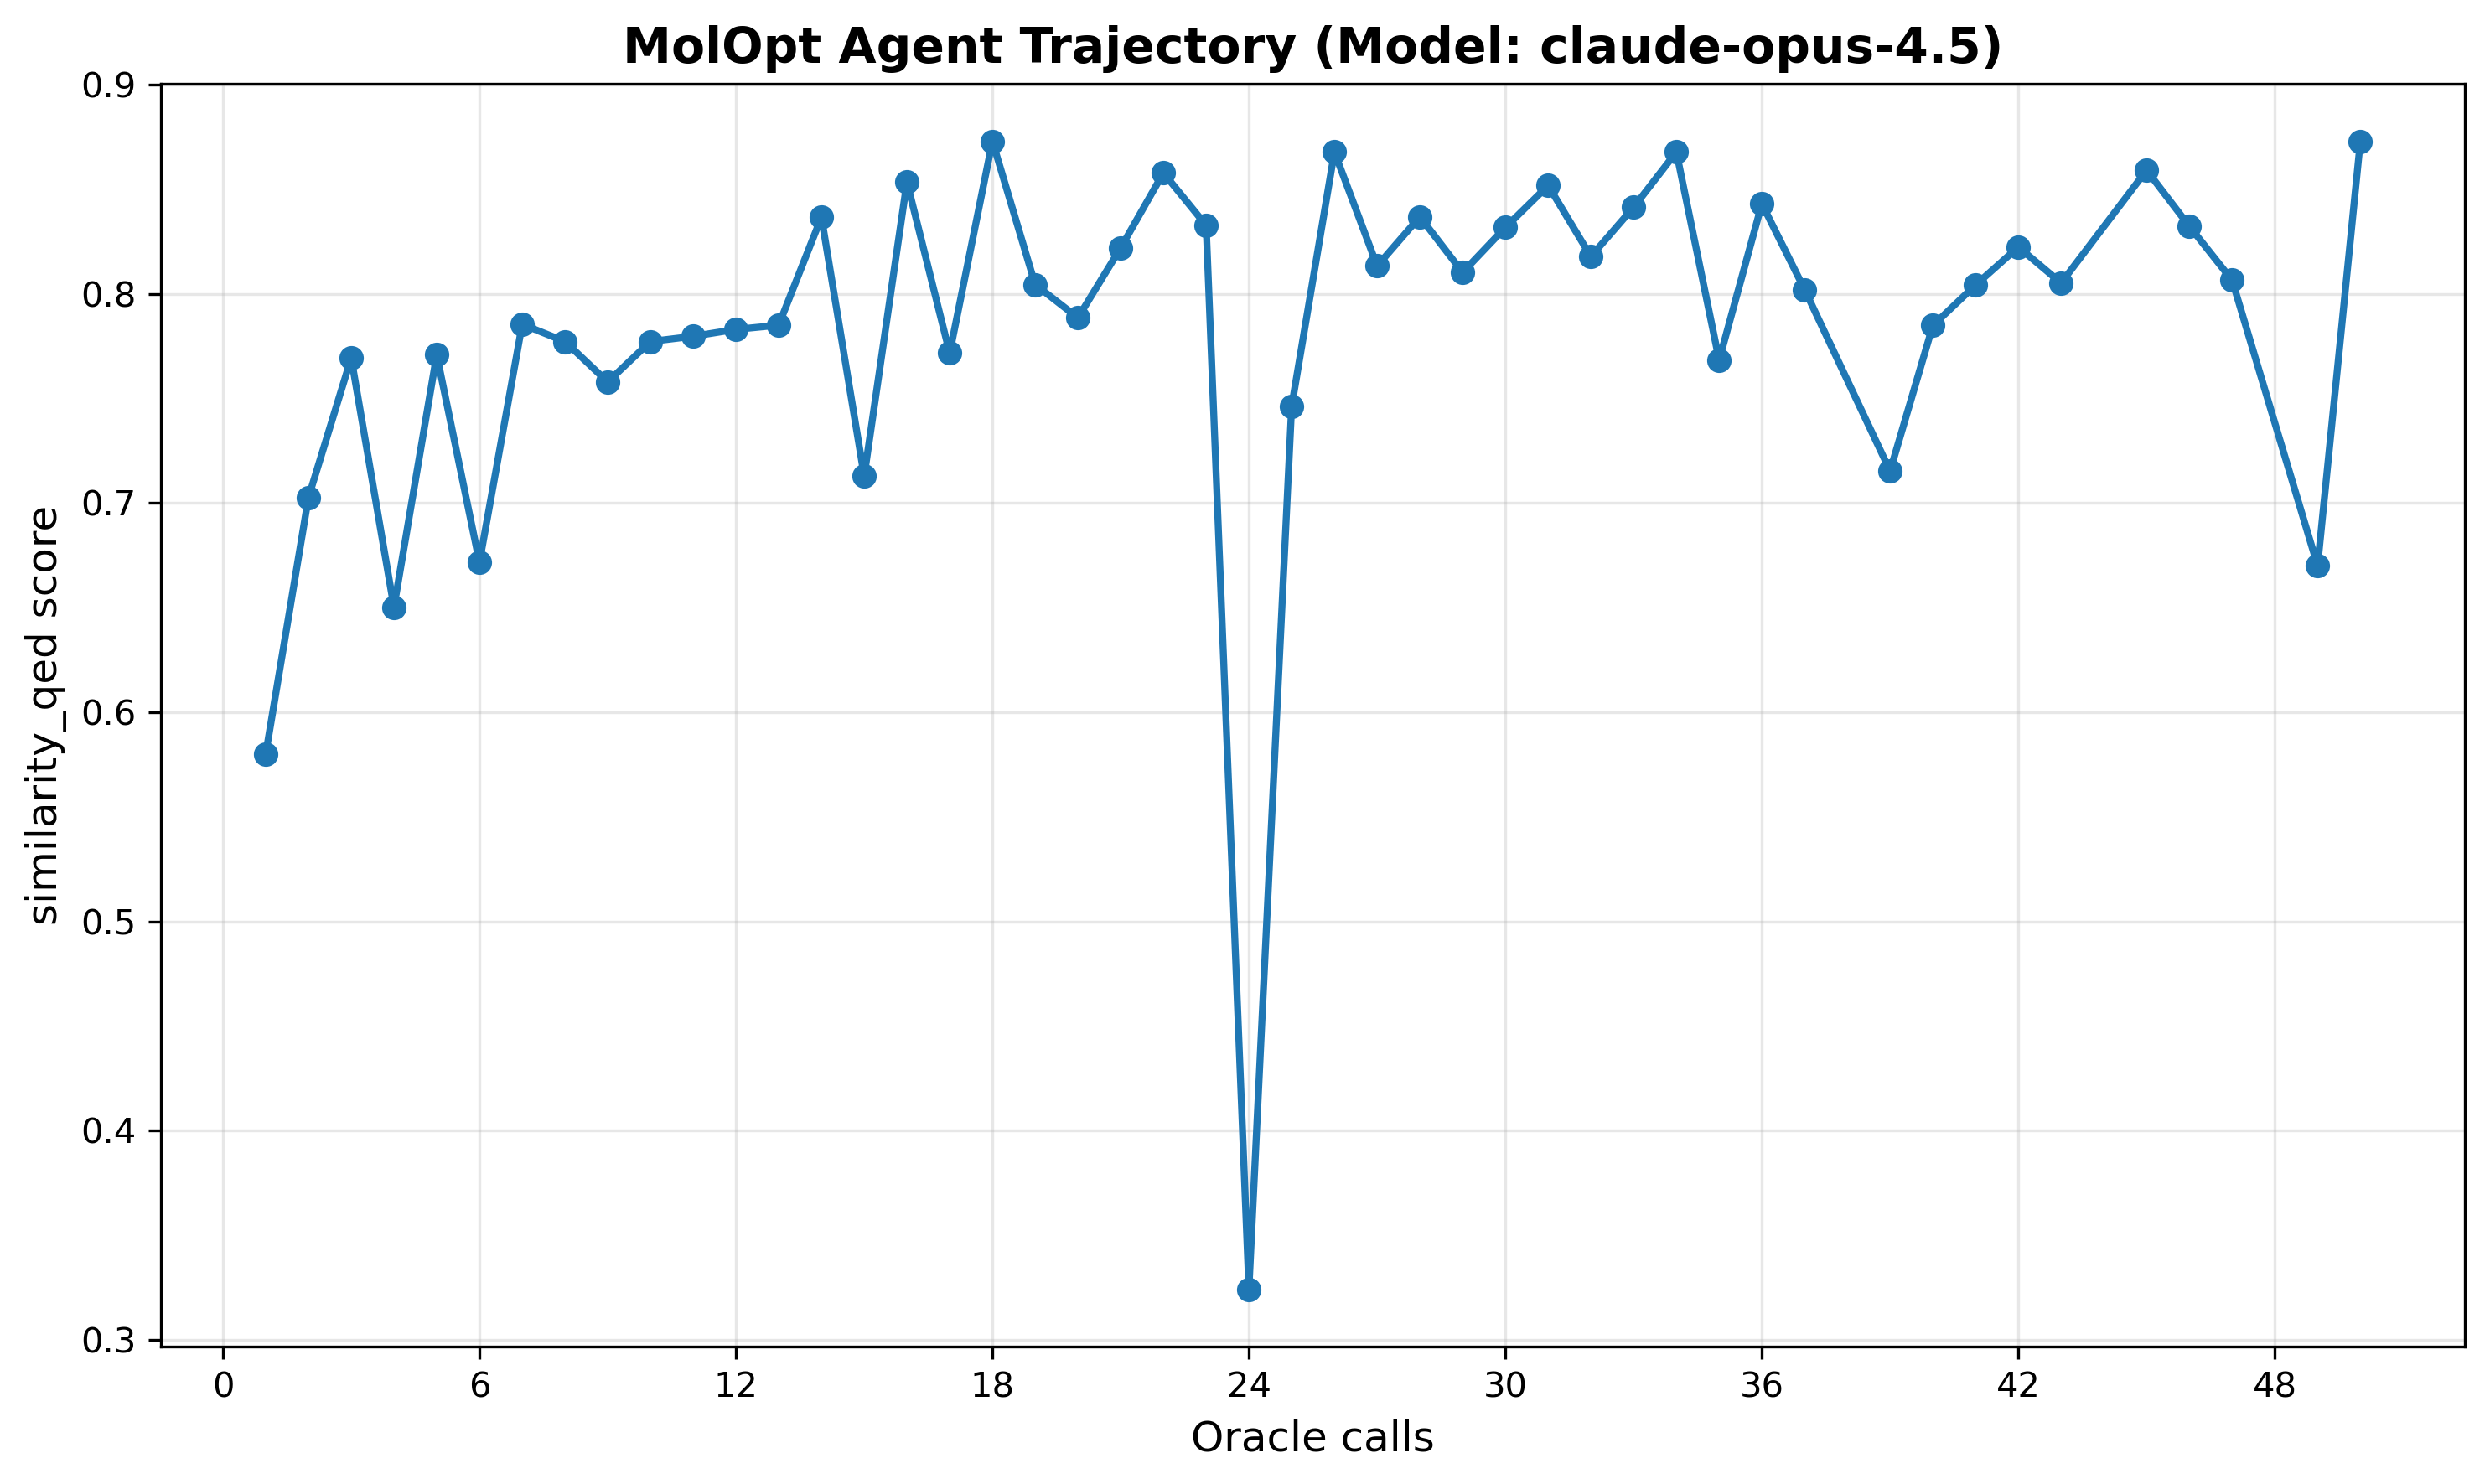 MolOpt Agent Trajectory (Model: claude-opus-4.5)
similarity_qed score
0.9
0.8
0.7
0.6
0.5
0.4
0.3
0 6 12 18 24 30 36 42 48
Oracle calls